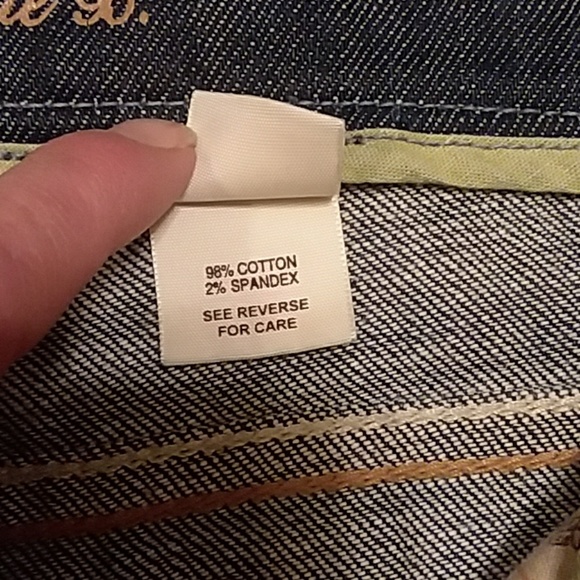 98% COTTON
2% SPANDEX
SEE REVERSE
FOR CARE